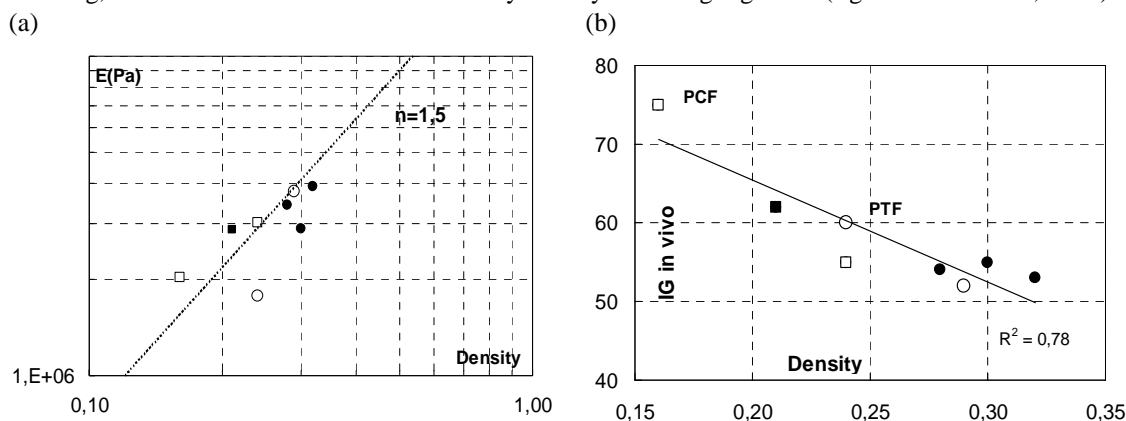 (a)
(b)
E(Pa)
n=1,5
Density
1,E+06
0,10
1,00
80
70
60
50
40
IG in vivo
PCF
PTF
R² = 0,78
Density
0,15
0,20
0,25
0,30
0,35